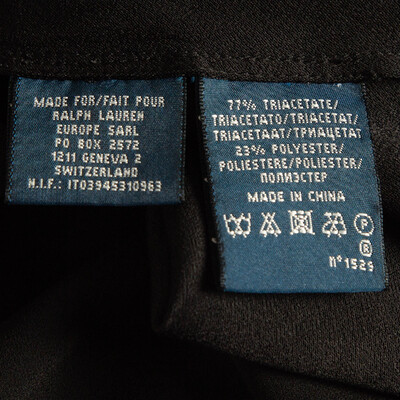 MADE FOR/FAIT POUR
RALPH LAUREN
EUROPE SARL
PO BOX 2572
1211 GENEVA 2
SWITZERLAND
N.I.F.: IT03945310963
77% TRIACETATE/
TRIACETATO/TRIACETAT/
TRIACETAAT/ТРИАЦЕТАТ
23% POLYESTER/
POLIESTERE/POLIESTER/
ПОЛИЭСТЕР
MADE IN CHINA
P
®
n°1529